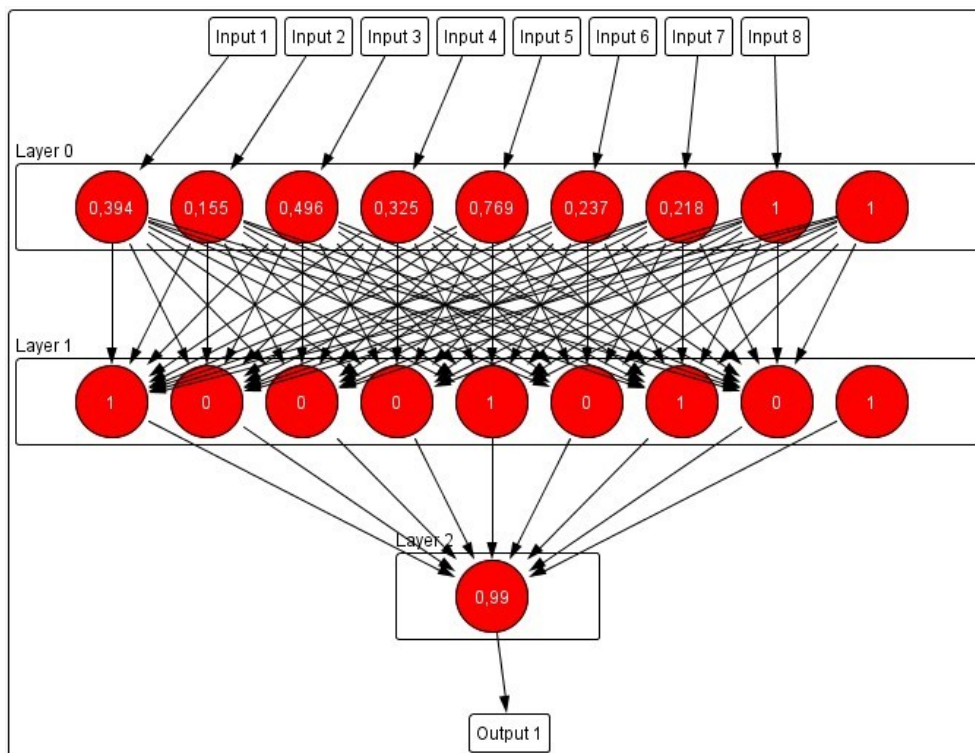 Input 1 Input 2 Input 3 Input 4 Input 5 Input 6 Input 7 Input 8
Layer 0
0,394 0,155 0,496 0,325 0,769 0,237 0,218 1 1
Layer 1
1 0 0 0 1 0 1 0 1
Layer 2
0,99
Output 1